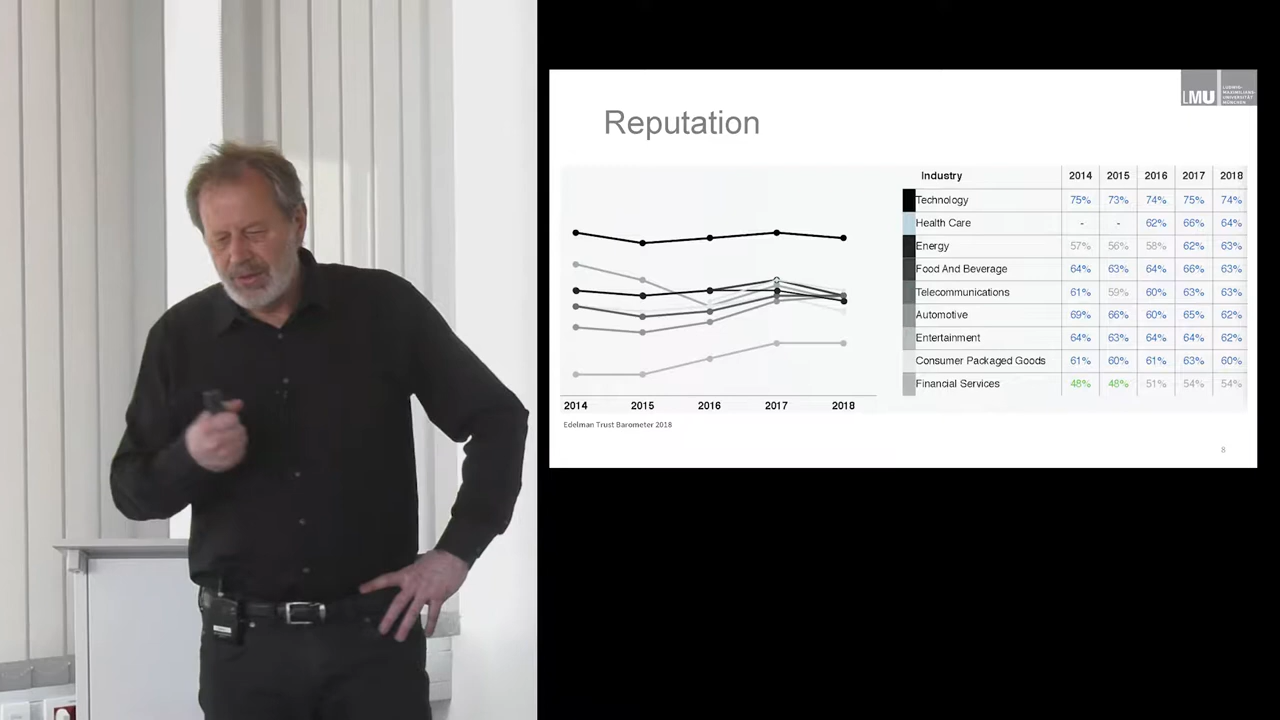 LMU
LUDWIG-
MAXIMILIANS-
UNIVERSITÄT
MÜNCHEN
Reputation
Industry 2014 2015 2016 2017 2018
Technology 75% 73% 74% 75% 74%
Health Care - - 62% 66% 64%
Energy 57% 56% 58% 62% 63%
Food And Beverage 64% 63% 64% 66% 63%
Telecommunications 61% 59% 60% 63% 63%
Automotive 69% 66% 60% 65% 62%
Entertainment 64% 63% 64% 64% 62%
Consumer Packaged Goods 61% 60% 61% 63% 60%
Financial Services 48% 48% 51% 54% 54%
2014 2015 2016 2017 2018
Edelman Trust Barometer 2018
8